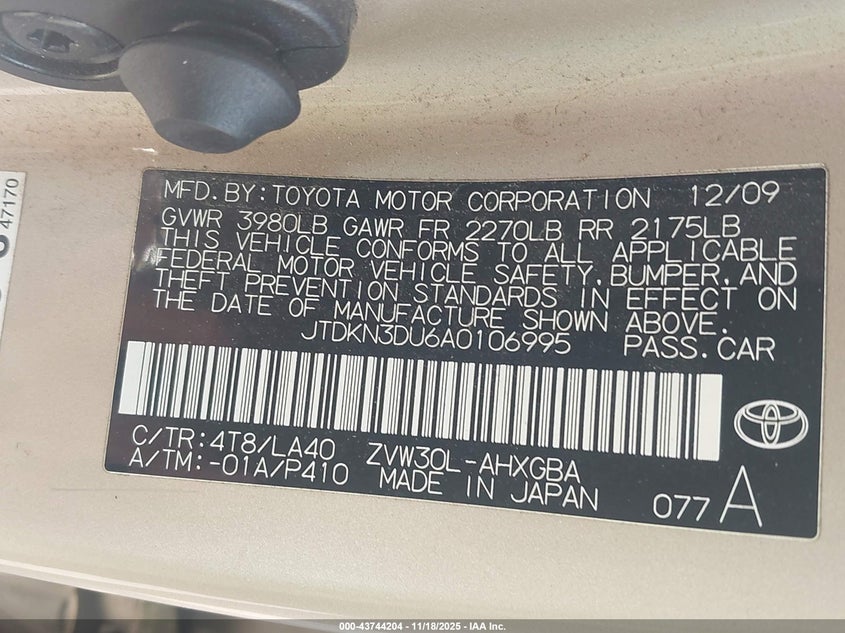 47170
MFD.BY:TOYOTA MOTOR CORPORATION 12/09
GVWR 3980LB GAWR FR 2270LB RR 2175LB
THIS VEHICLE CONFORMS TO ALL APPLICABLE
FEDERAL MOTOR VEHICLE SAFETY,BUMPER,AND
THEFT PREVENTION STANDARDS IN EFFECT ON
THE DATE OF MANUFACTURE SHOWN ABOVE.
JTDKN3DU6A0106995 PASS.CAR
C/TR:4T8/LA40 ZVW30L-AHXGBA
A/TM:-01A/P410 MADE IN JAPAN
077 A
000-43744204 - 11/18/2025 - IAA Inc.